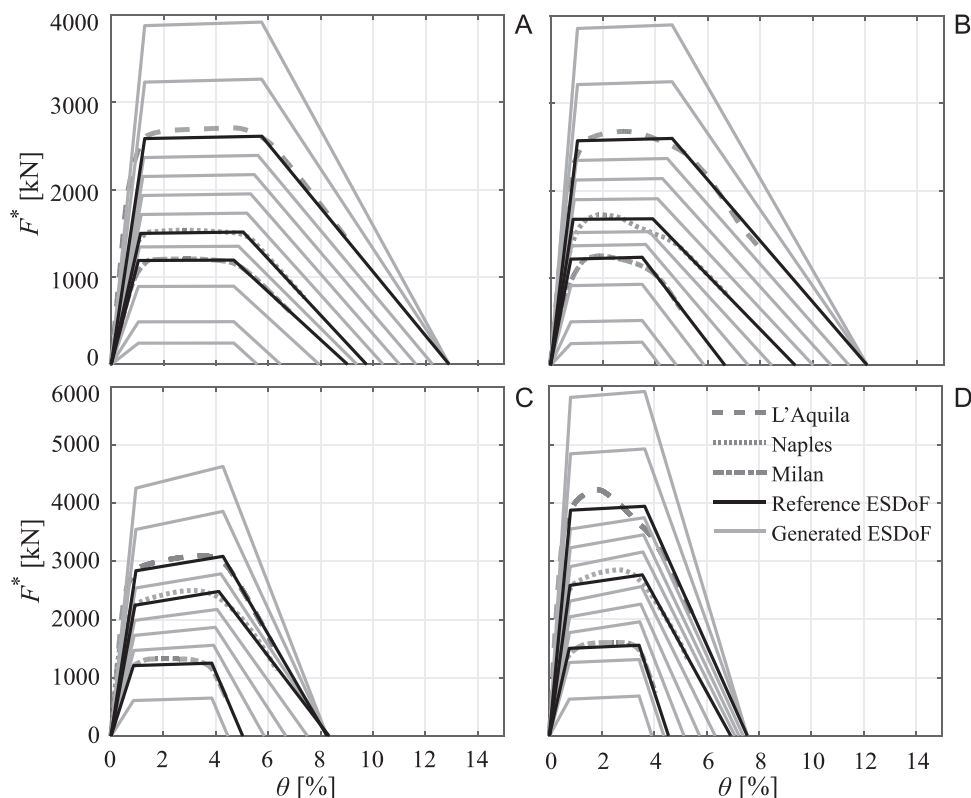 4000
3000
2000
1000
0
F* [kN]
A
B
0 2 4 6 8 10 12 14
θ [%]
0 2 4 6 8 10 12 14
θ [%]
6000
5000
4000
3000
2000
1000
0
F* [kN]
C
D
L’Aquila
Naples
Milan
Reference ESDoF
Generated ESDoF